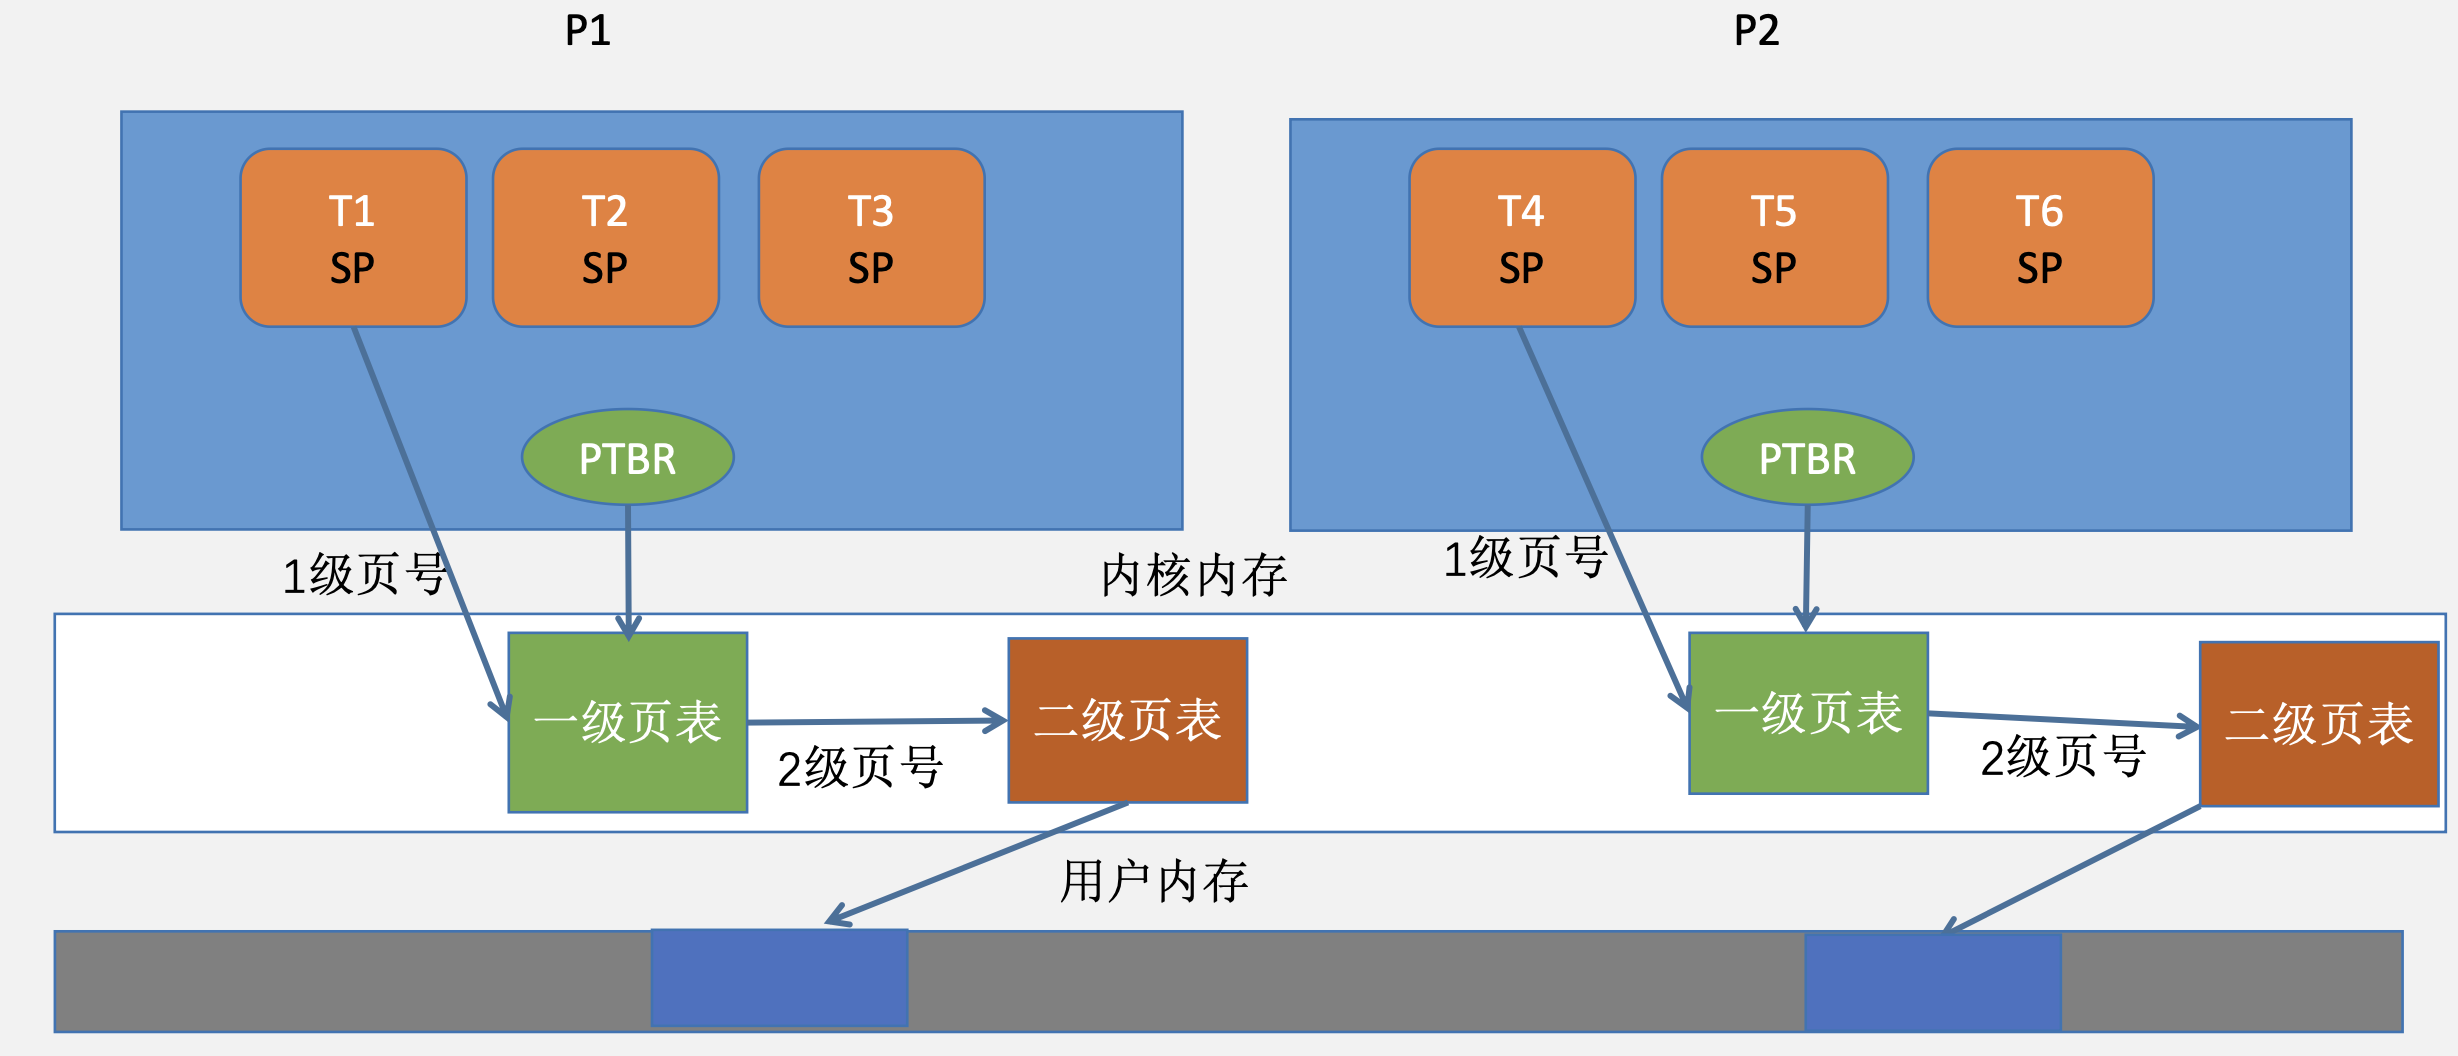 P1
P2
T1
SP
T2
SP
T3
SP
T4
SP
T5
SP
T6
SP
PTBR
PTBR
1级页号
内核内存
1级页号
一级页表
2级页号
二级页表
一级页表
2级页号
二级页表
用户内存